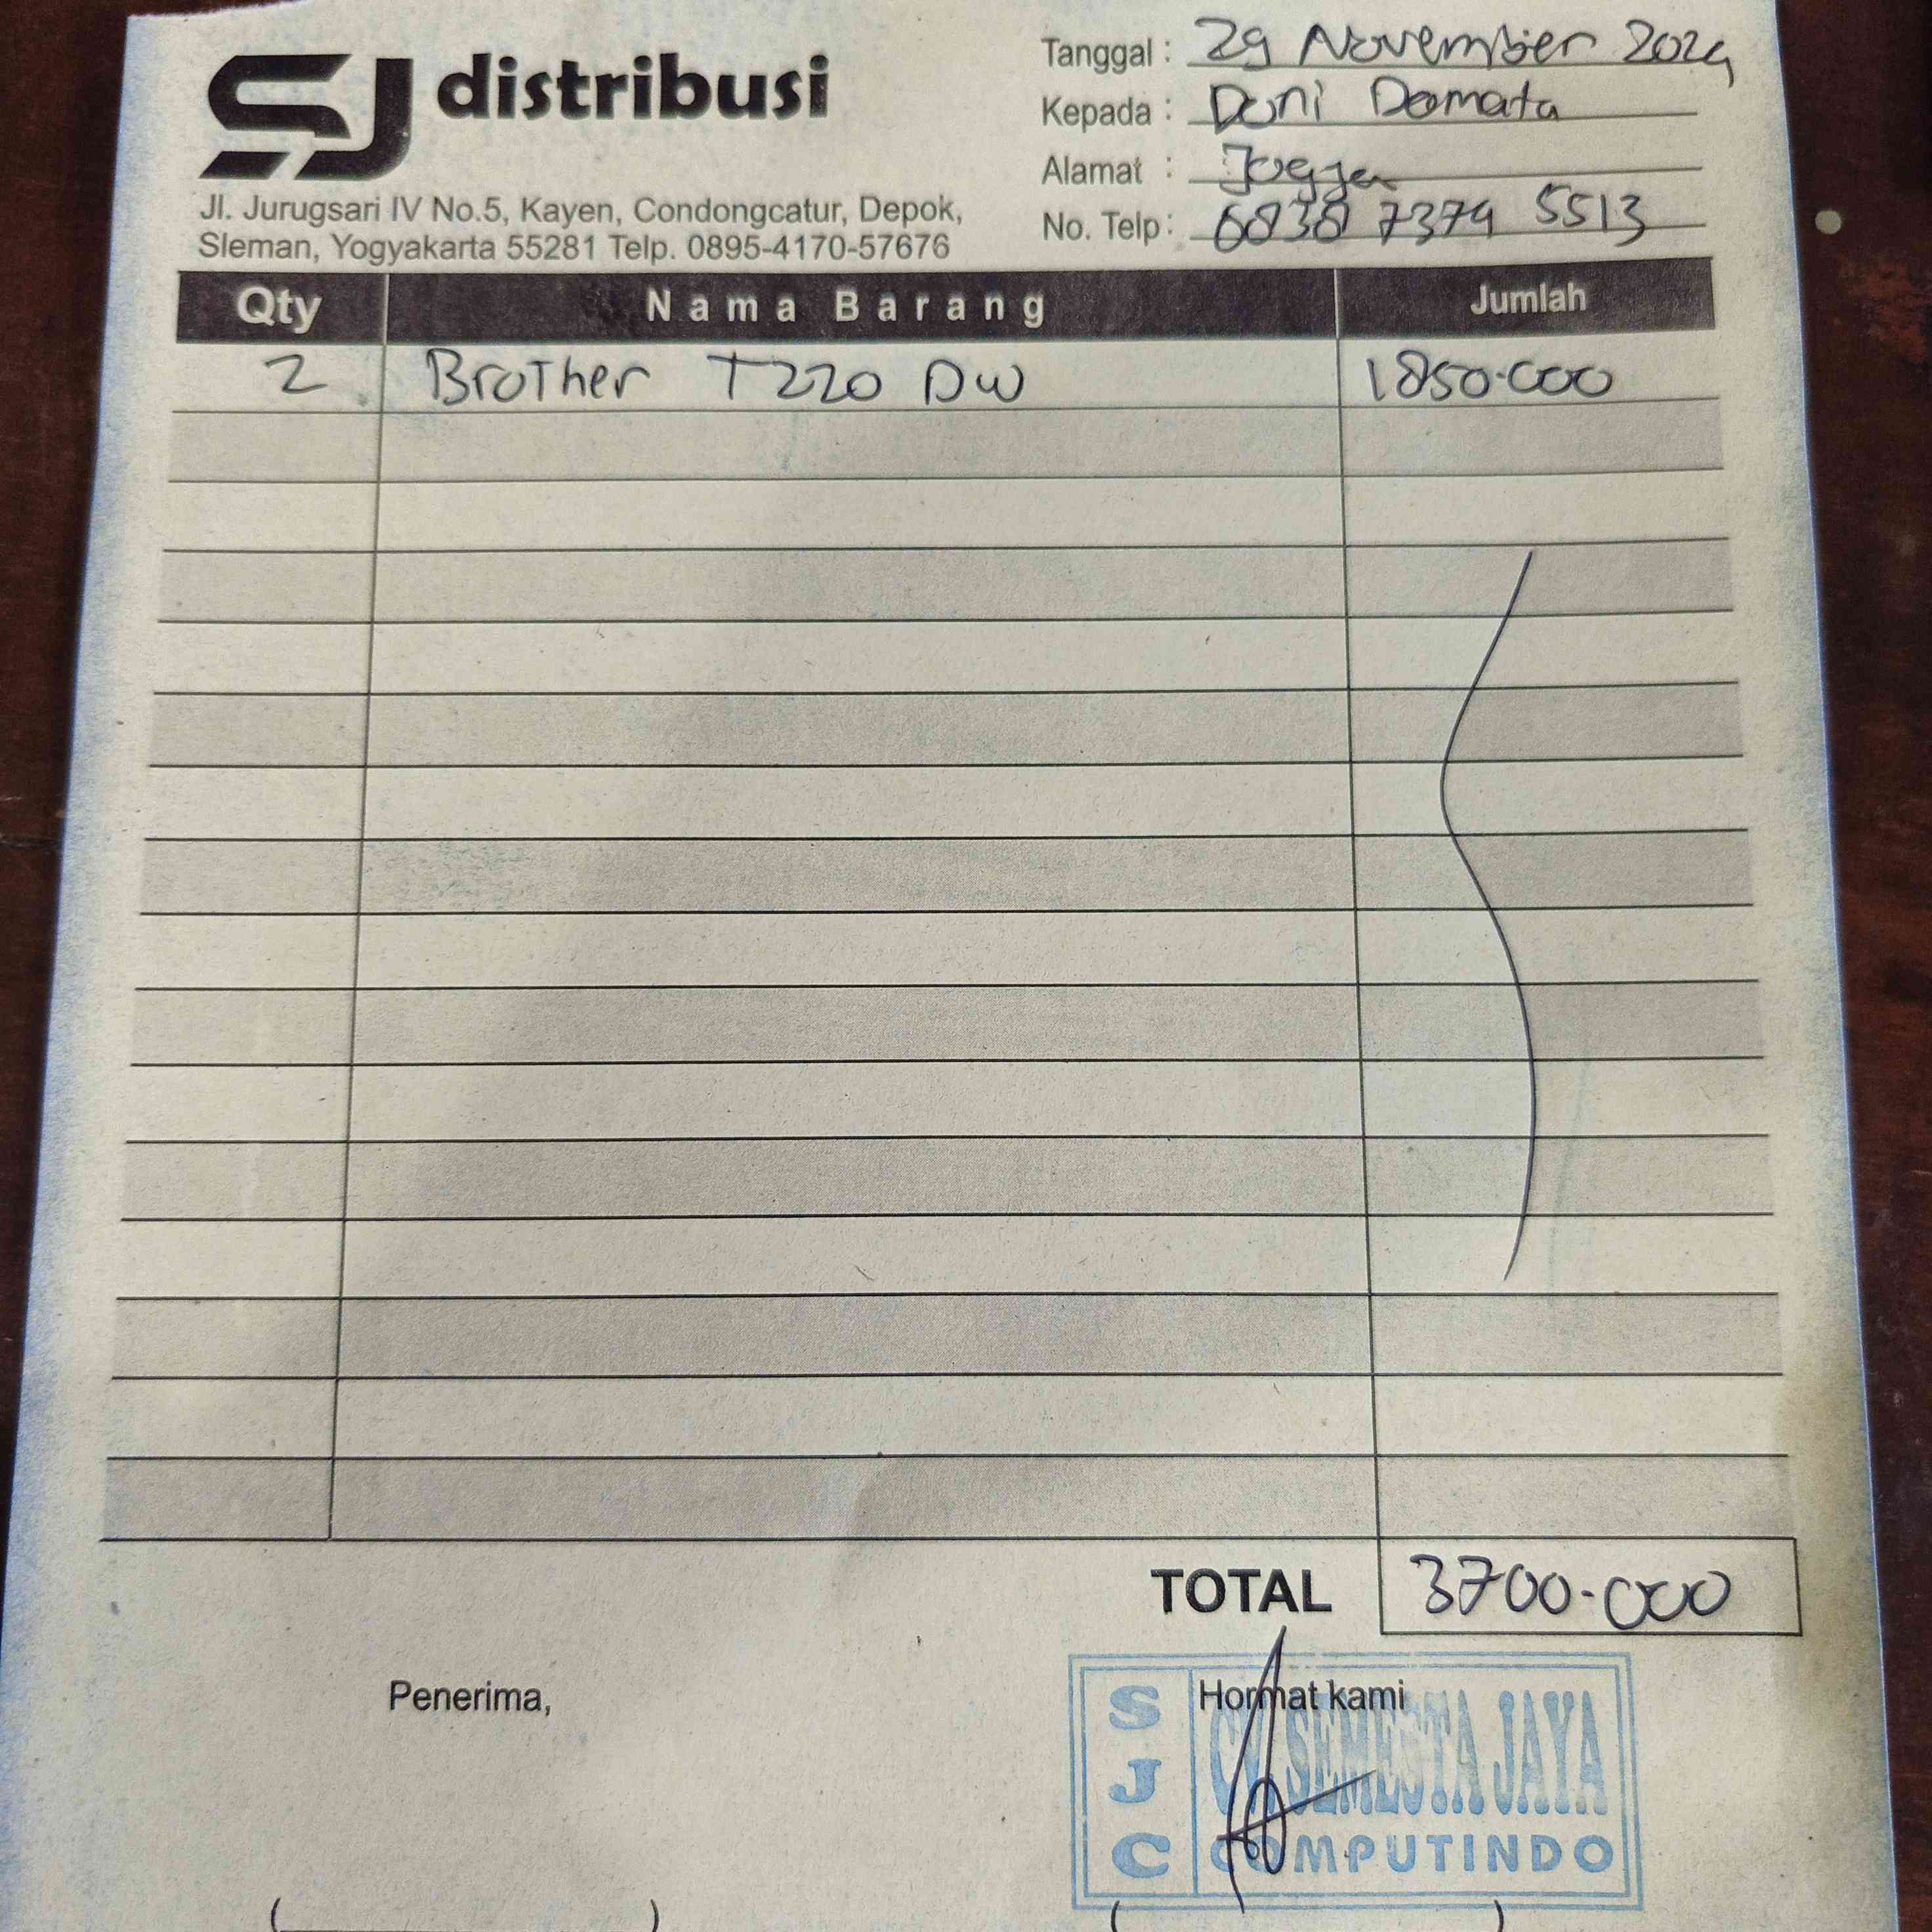 SJ distribusi
Jl. Jurugsari IV No.5, Kayen, Condongcatur, Depok,
Sleman, Yogyakarta 55281 Telp. 0895-4170-57676
Tanggal : 29 November 2024
Kepada : Doni Domata
Alamat : Jogja
No. Telp: 0838 7379 5513
Qty Nama Barang Jumlah
2 Brother T220 DW 1850.000
TOTAL 3700.000
Penerima,
Hormat kami
SJC
CV. SEMESTA JAYA
COMPUTINDO